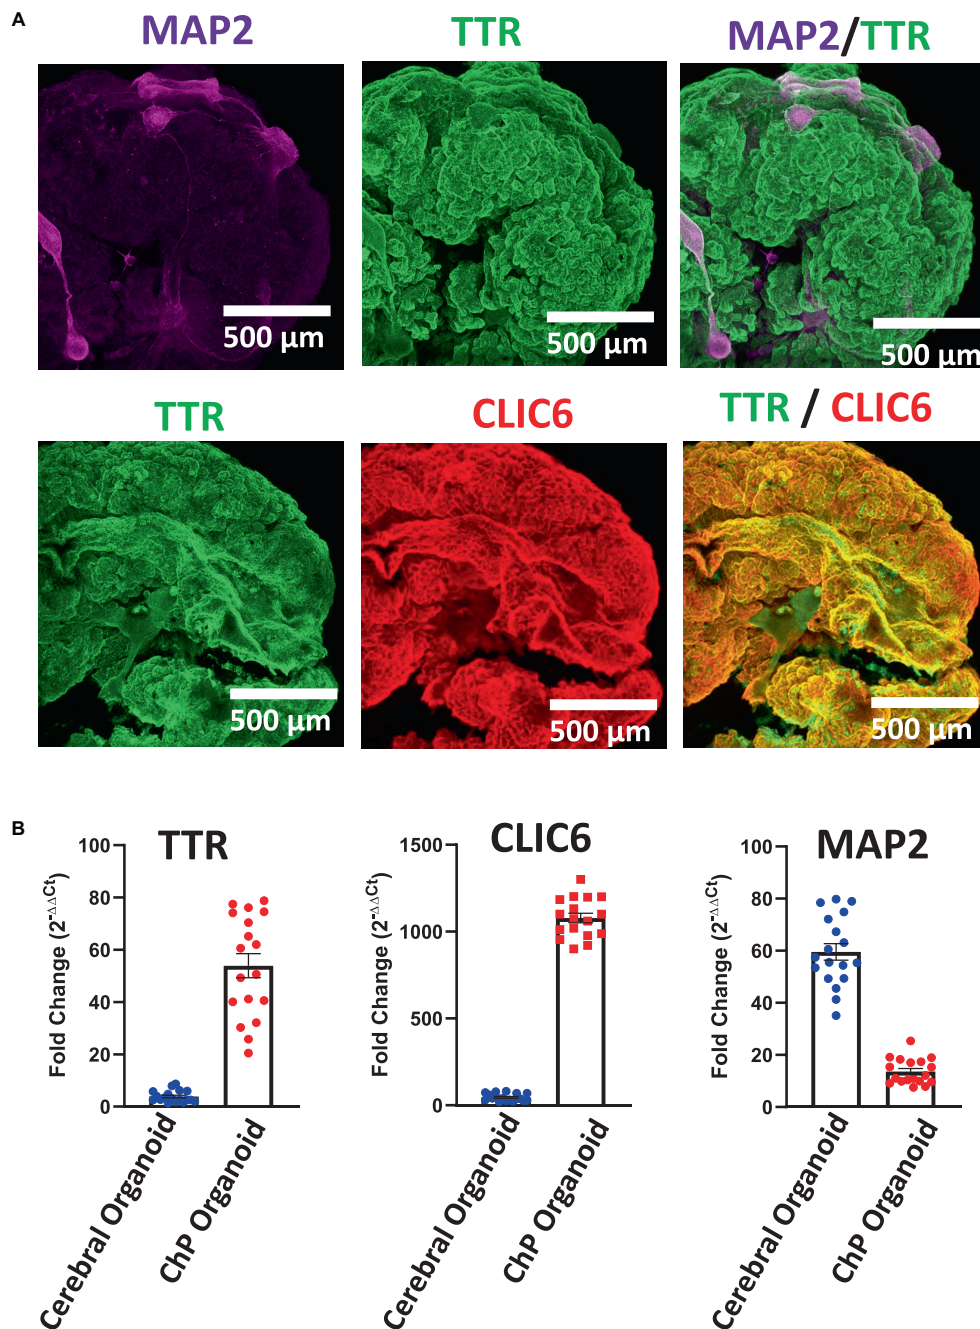 A
MAP2
TTR
MAP2/TTR
500 µm
500 µm
500 µm
TTR
CLIC6
TTR / CLIC6
500 µm
500 µm
500 µm
B
TTR
Fold Change (2^-ΔΔCt)
100
80
60
40
20
0
Cerebral Organoid
ChP Organoid
CLIC6
Fold Change (2^-ΔΔCt)
1500
1000
500
0
Cerebral Organoid
ChP Organoid
MAP2
Fold Change (2^-ΔΔCt)
100
80
60
40
20
0
Cerebral Organoid
ChP Organoid